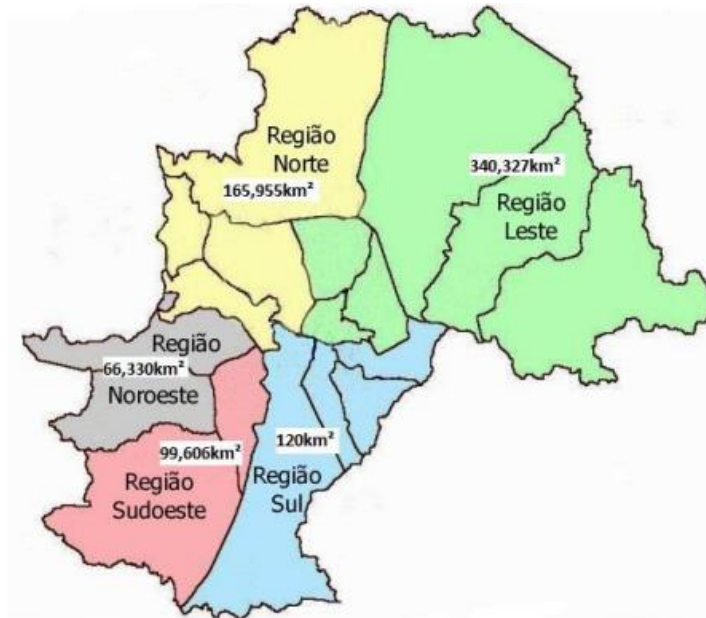 Região
Norte
165,955km²
340,327km²
Região
Leste
Região
66,330km²
Noroeste
99,606km²
Região
Sudoeste
120km²
Região
Sul